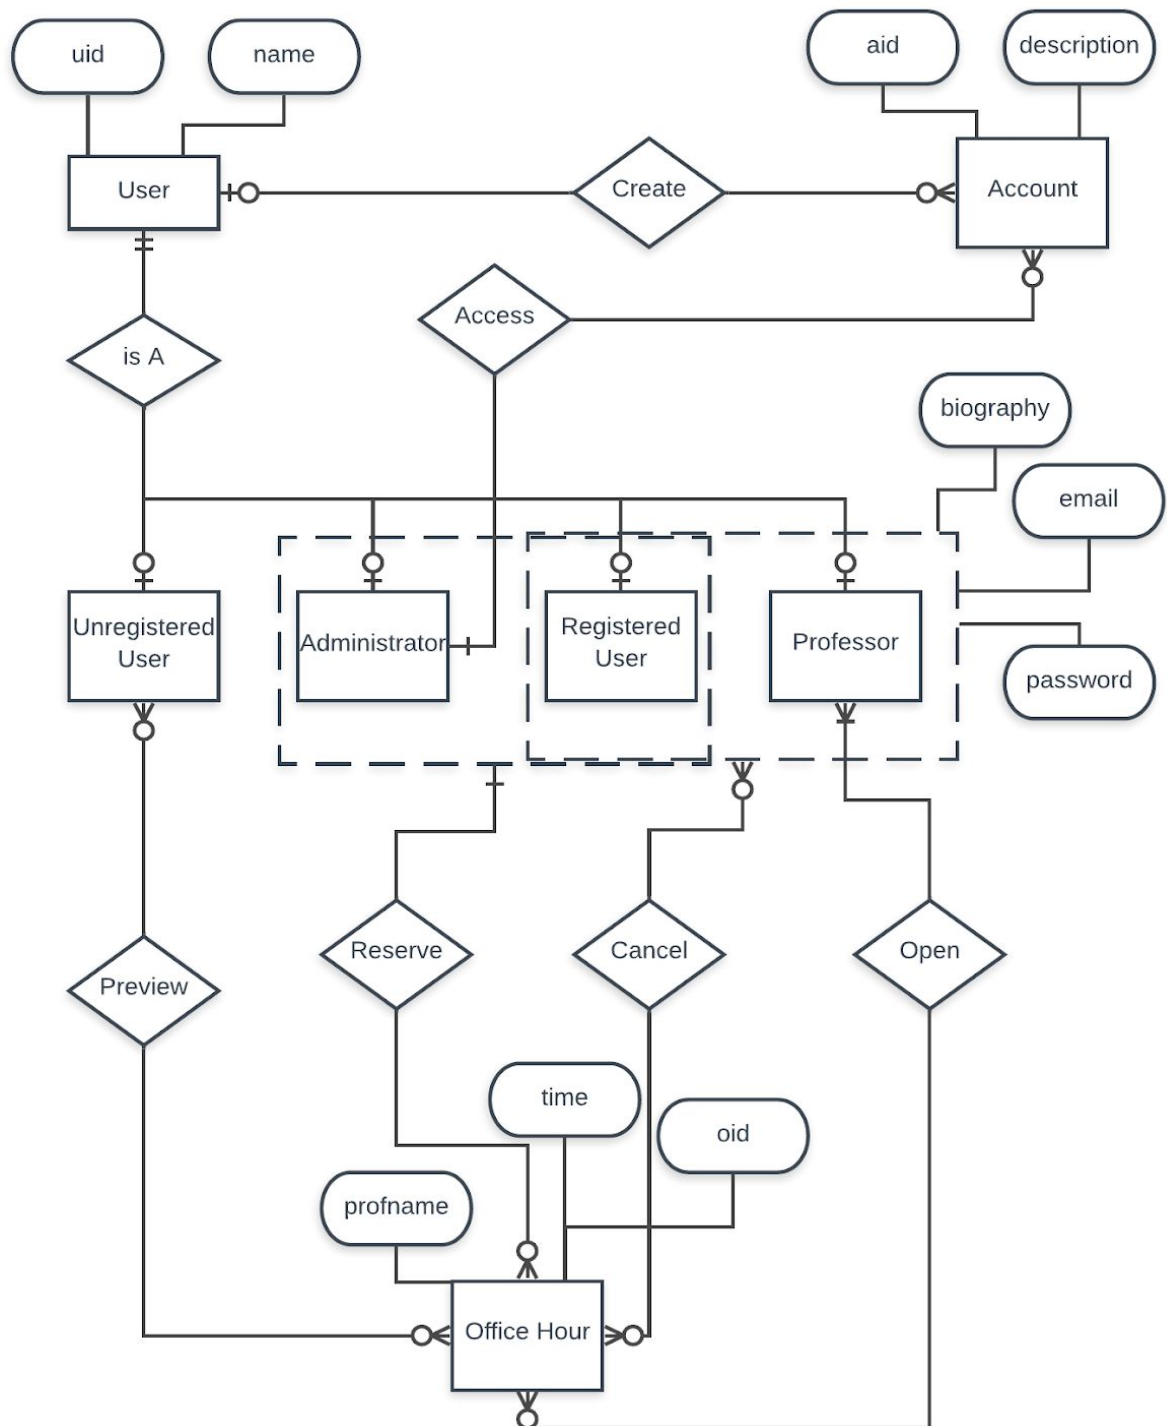 uid
name
aid
description
User
Create
Account
Access
is A
biography
email
Unregistered
User
Administrator
Registered
User
Professor
password
Reserve
Cancel
Open
Preview
time
oid
profname
Office Hour